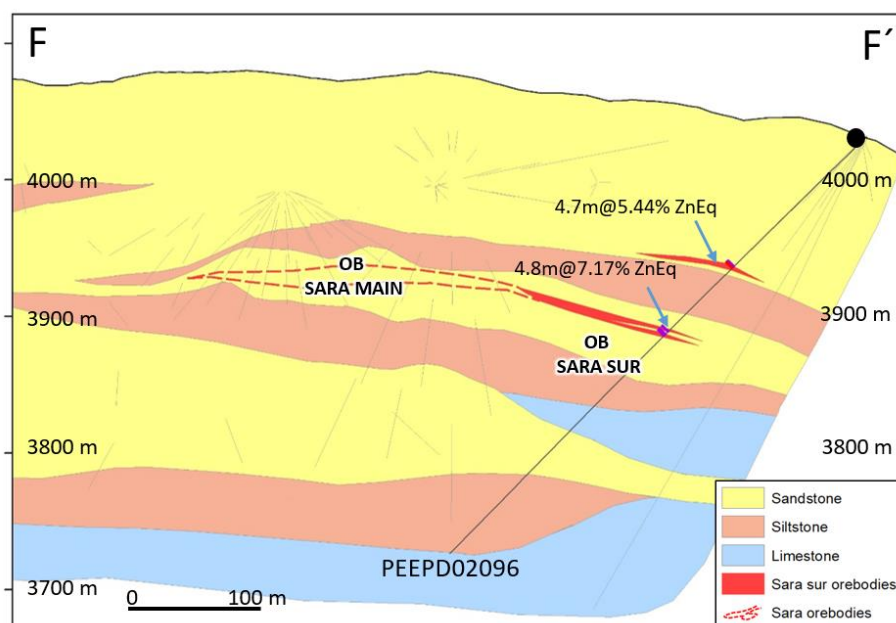 F
F´
4000 m
4000 m
4.7m@5.44% ZnEq
4.8m@7.17% ZnEq
OB
SARA MAIN
3900 m
3900 m
OB
SARA SUR
3800 m
3800 m
PEEPD02096
3700 m
0
100 m
Sandstone
Siltstone
Limestone
Sara sur orebodies
Sara orebodies